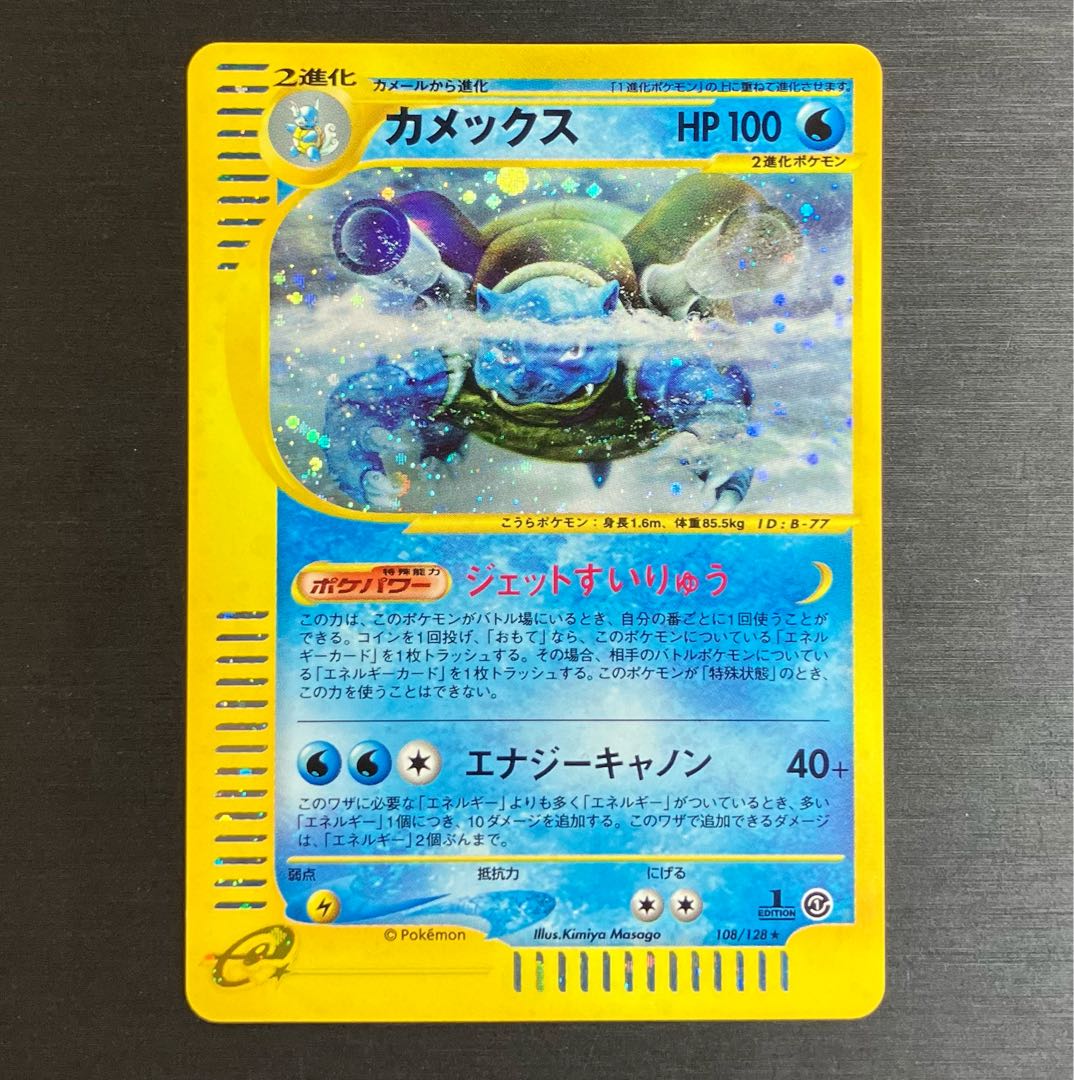 2進化
カメールから進化
「1進化ポケモン」の上に重ねて進化させます。
カメックス
HP 100
2進化ポケモン
こうらポケモン：身長1.6m、体重85.5kg ID：B-77
特殊能力
ポケパワー
ジェットすいりゅう
この力は、このポケモンがバトル場にいるとき、自分の番ごとに1回使うことが
できる。コインを1回投げ、「おもて」なら、このポケモンについている「エネル
ギーカード」を1枚トラッシュする。その場合、相手のバトルポケモンについてい
る「エネルギーカード」を1枚トラッシュする。このポケモンが「特殊状態」のとき、
この力を使うことはできない。
エナジーキャノン 40+
このワザに必要な「エネルギー」よりも多く「エネルギー」がついているとき、多い
「エネルギー」1個につき、10ダメージを追加する。このワザで追加できるダメージ
は、「エネルギー」2個ぶんまで。
弱点 抵抗力 にげる
1
EDITION
© Pokémon Illus.Kimiya Masago 108/128★
e